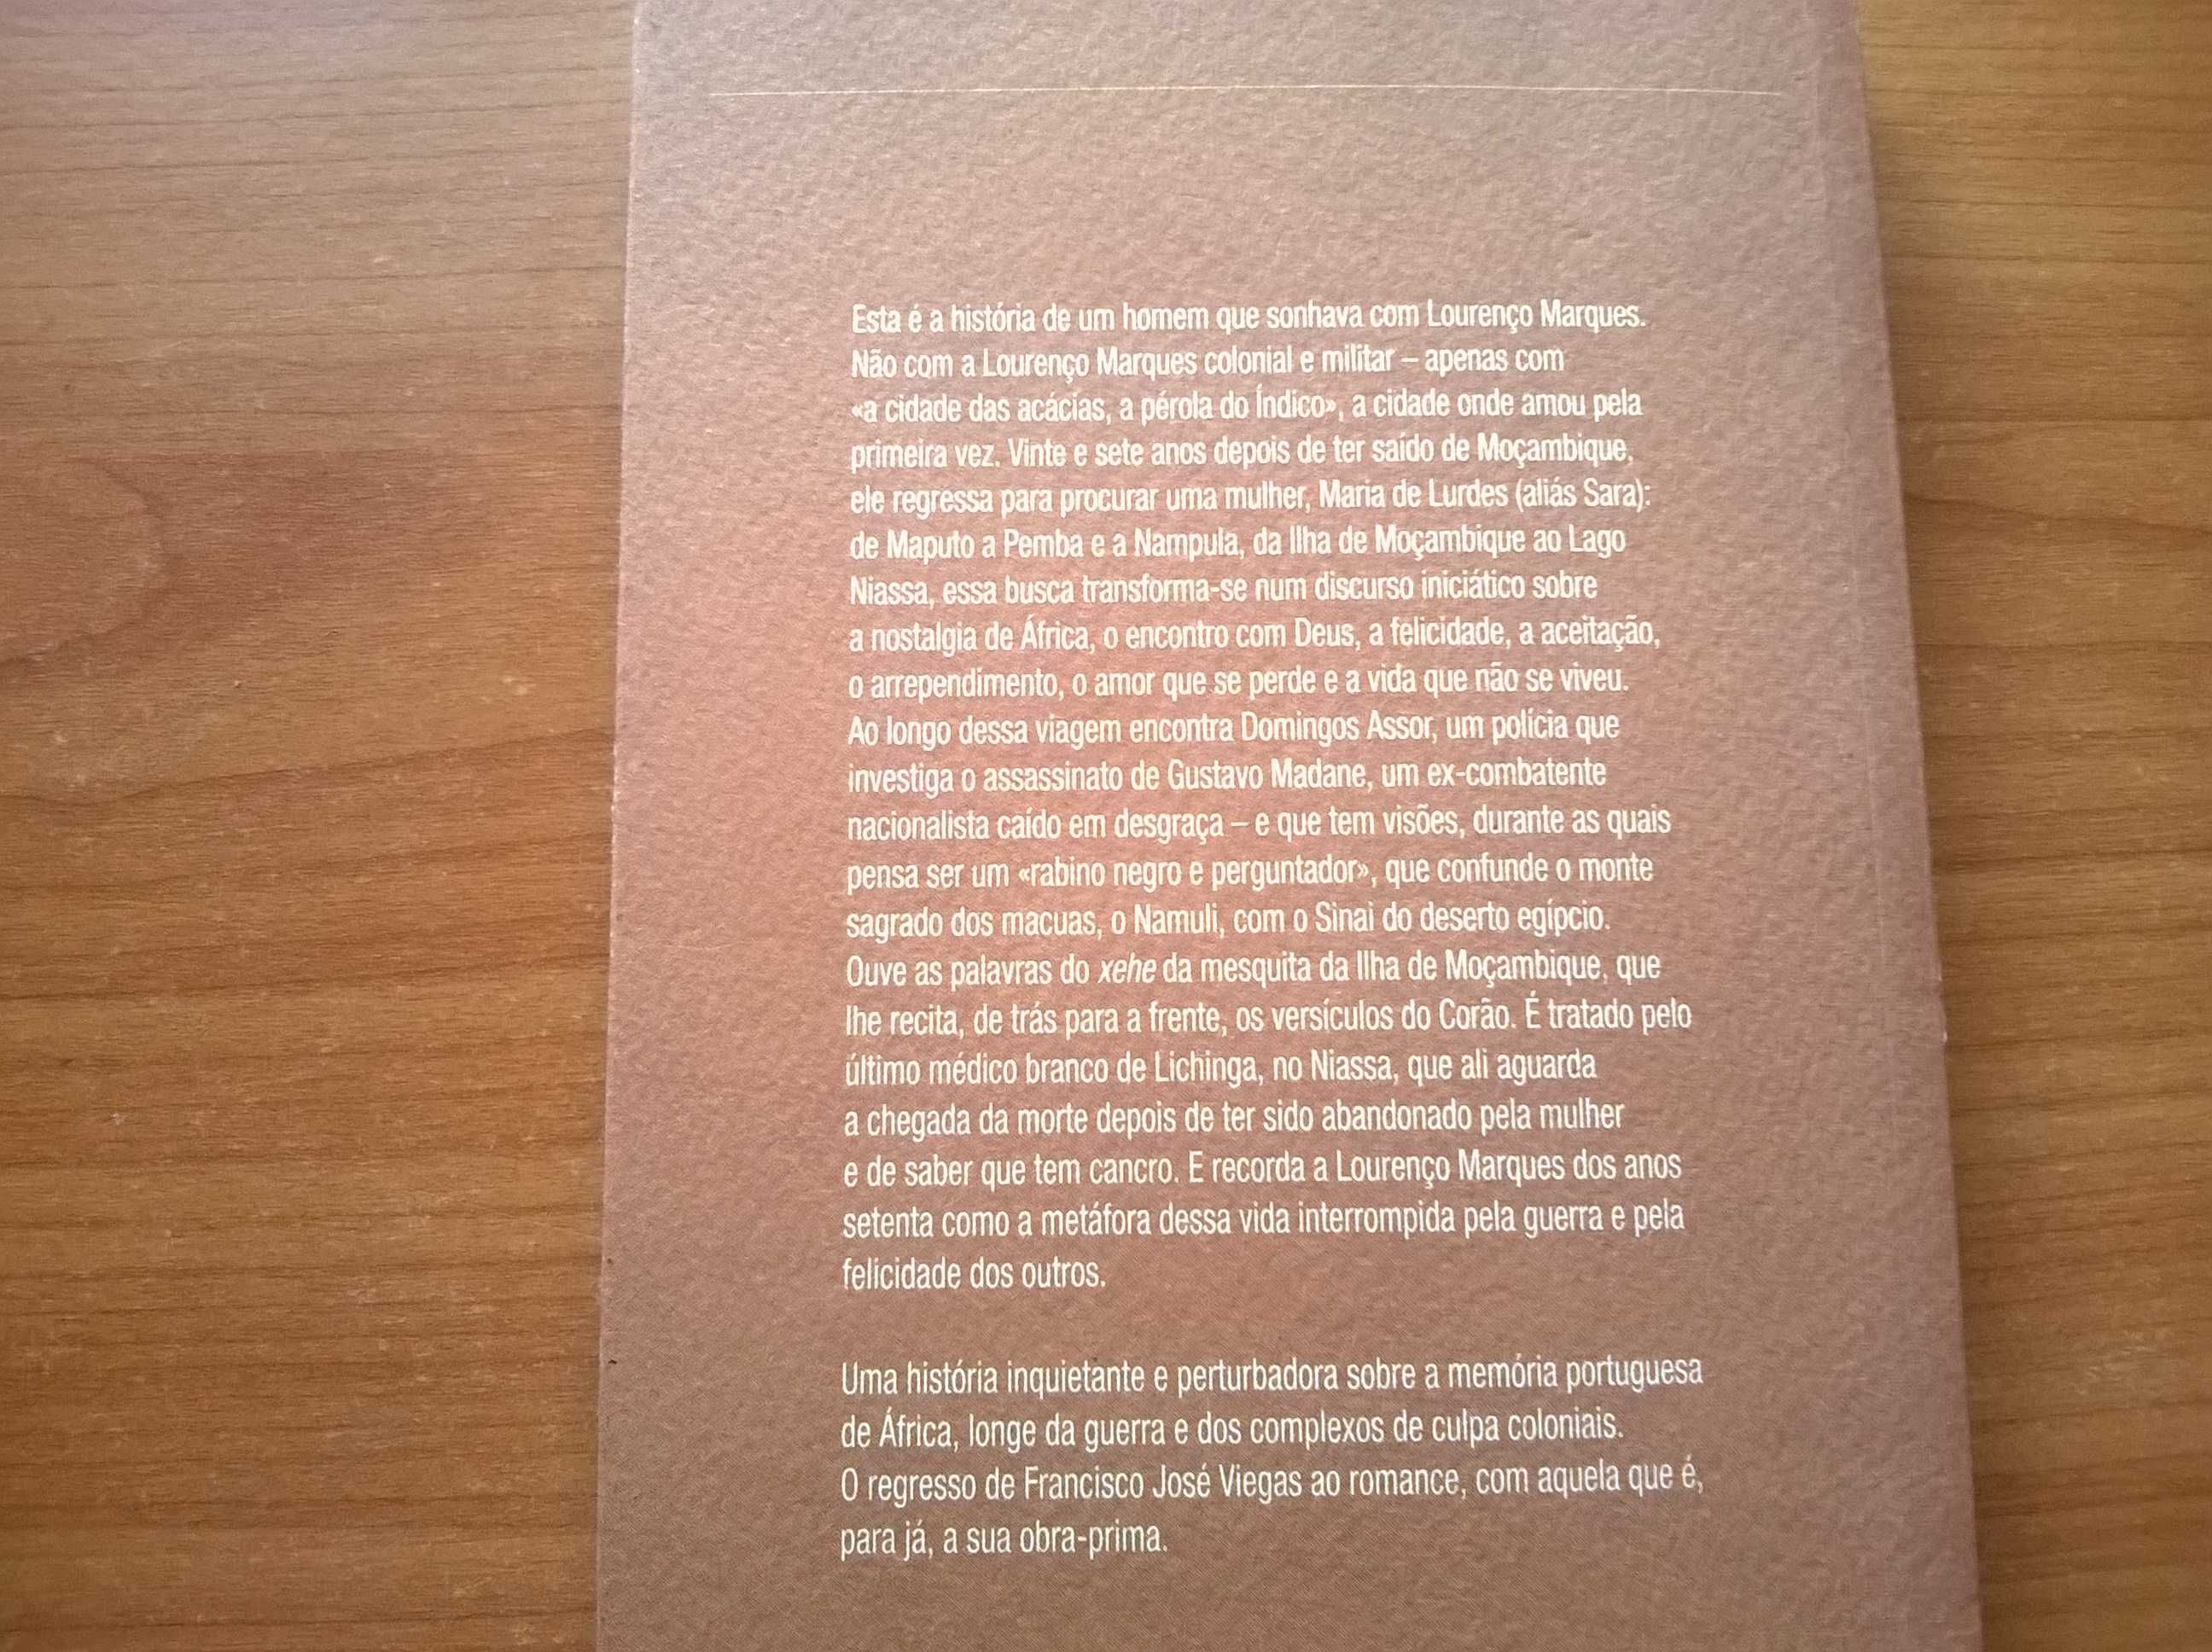 Esta é a história de um homem que sonhava com Lourenço Marques.
Não com a Lourenço Marques colonial e militar – apenas com
«a cidade das acácias, a pérola do Índico», a cidade onde amou pela
primeira vez. Vinte e sete anos depois de ter saído de Moçambique,
ele regressa para procurar uma mulher, Maria de Lurdes (aliás Sara):
de Maputo a Pemba e a Nampula, da Ilha de Moçambique ao Lago
Niassa, essa busca transforma-se num discurso iniciático sobre
a nostalgia de África, o encontro com Deus, a felicidade, a aceitação,
o arrependimento, o amor que se perde e a vida que não se viveu.
Ao longo dessa viagem encontra Domingos Assor, um polícia que
investiga o assassinato de Gustavo Madane, um ex-combatente
nacionalista caído em desgraça – e que tem visões, durante as quais
pensa ser um «rabino negro e perguntador», que confunde o monte
sagrado dos macuas, o Namuli, com o Sinai do deserto egípcio.
Ouve as palavras do xehe da mesquita da Ilha de Moçambique, que
lhe recita, de trás para a frente, os versículos do Corão. É tratado pelo
último médico branco de Lichinga, no Niassa, que ali aguarda
a chegada da morte depois de ter sido abandonado pela mulher
e de saber que tem cancro. E recorda a Lourenço Marques dos anos
setenta como a metáfora dessa vida interrompida pela guerra e pela
felicidade dos outros.
Uma história inquietante e perturbadora sobre a memória portuguesa
de África, longe da guerra e dos complexos de culpa coloniais.
O regresso de Francisco José Viegas ao romance, com aquela que é,
para já, a sua obra-prima.